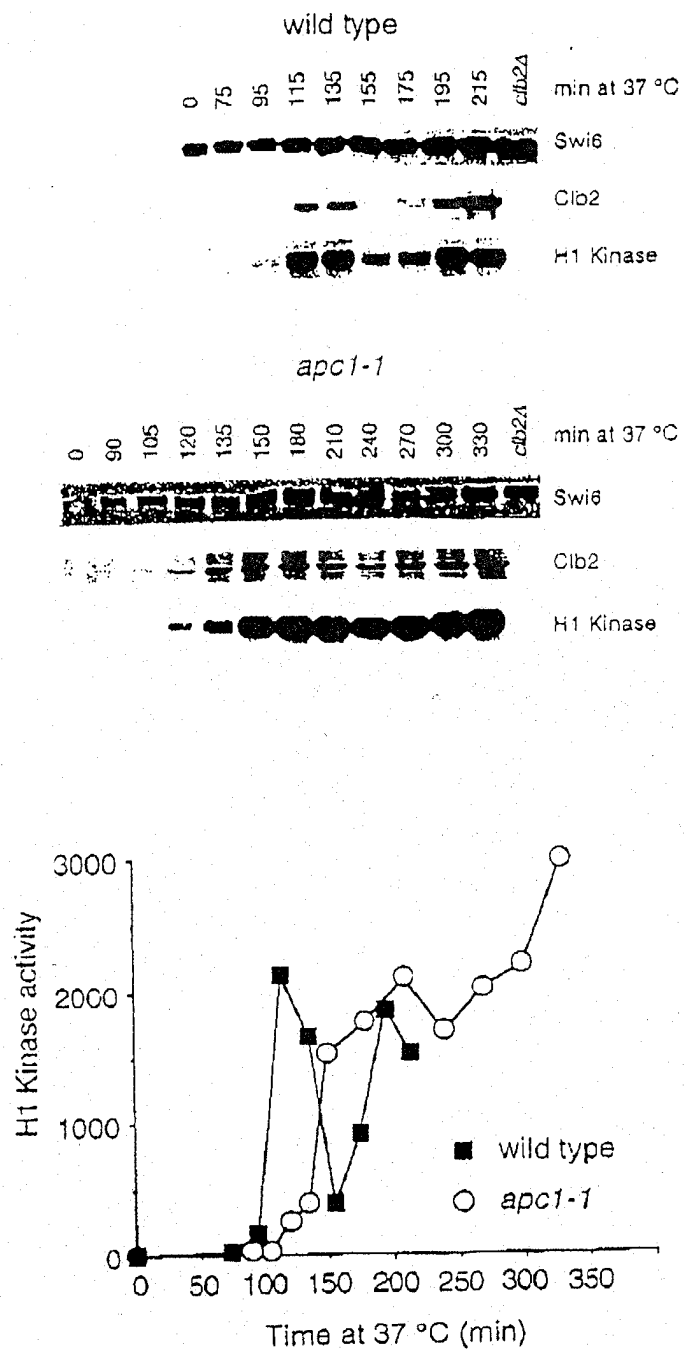 wild type
0 75 95 115 135 155 175 195 215 clb2Δ min at 37 °C
Swi6
Clb2
H1 Kinase
apc1-1
0 90 105 120 135 150 180 210 240 270 300 330 clb2Δ min at 37 °C
Swi6
Clb2
H1 Kinase
3000
2000
1000
0
H1 Kinase activity
wild type
apc1-1
0 50 100 150 200 250 300 350
Time at 37 °C (min)